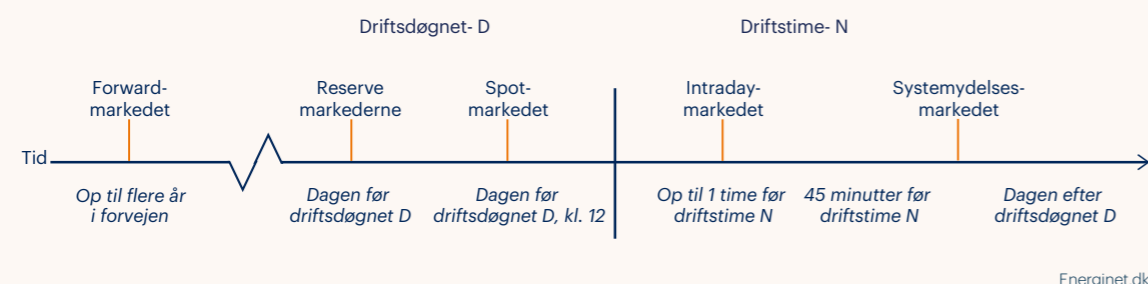 Driftsdøgnet- D
Driftstime- N
Forward-
markedet
Reserve
markederne
Spot-
markedet
Intraday-
markedet
Systemydelses-
markedet
Tid
Op til flere år
i forvejen
Dagen før
driftsdøgnet D
Dagen før
driftsdøgnet D, kl. 12
Op til 1 time før
driftstime N
45 minutter før
driftstime N
Dagen efter
driftsdøgnet D
Energinet.dk